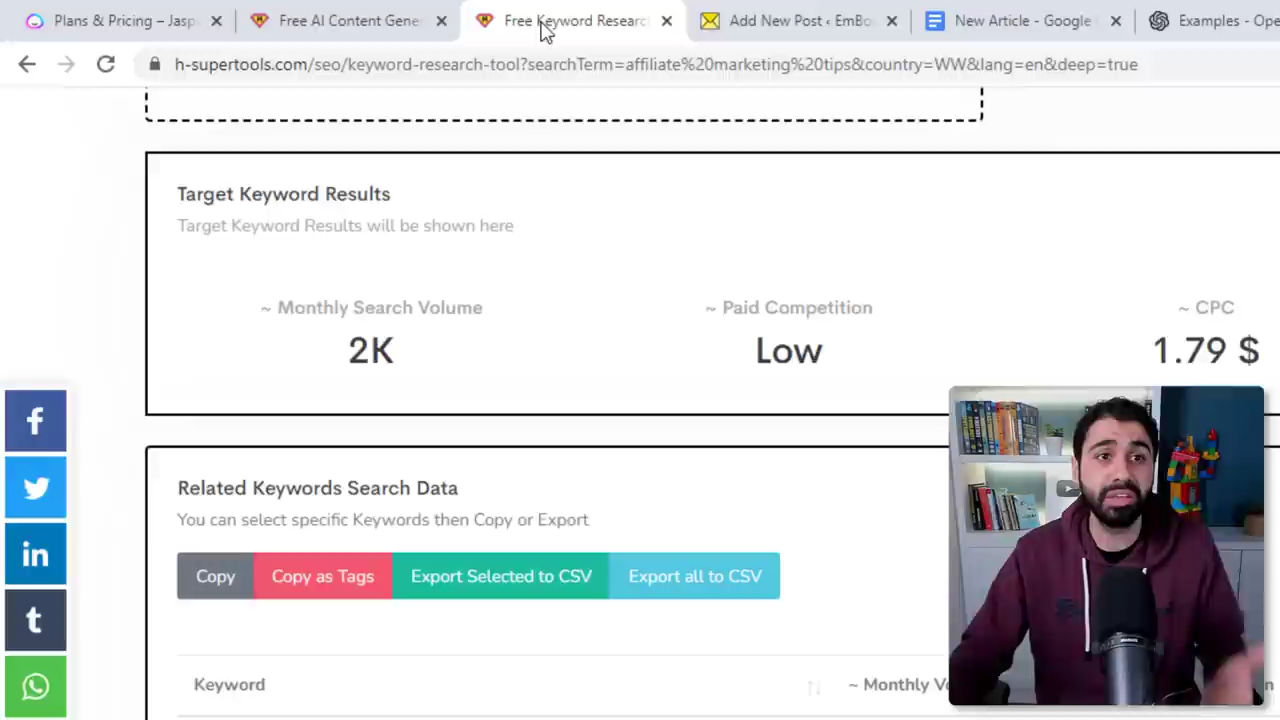 Plans & Pricing – Jasp
Free AI Content Gene
Free Keyword Researc
Add New Post ‹ EmBo
New Article - Google
Examples - Ope
h-supertools.com/seo/keyword-research-tool?searchTerm=affiliate%20marketing%20tips&country=WW&lang=en&deep=true
Target Keyword Results
Target Keyword Results will be shown here
~ Monthly Search Volume
~ Paid Competition
~ CPC
2K
Low
1.79 $
Related Keywords Search Data
You can select specific Keywords then Copy or Export
Copy
Copy as Tags
Export Selected to CSV
Export all to CSV
Keyword
~ Monthly Vo